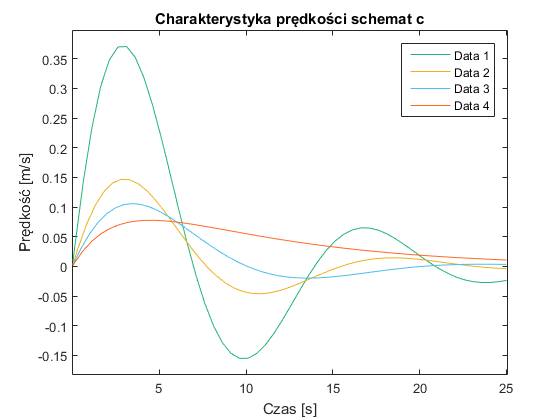 Charakterystyka prędkości schemat c
Data 1
Data 2
Data 3
Data 4
Prędkość [m/s]
0.35
0.3
0.25
0.2
0.15
0.1
0.05
0
-0.05
-0.1
-0.15
5
10
15
20
25
Czas [s]